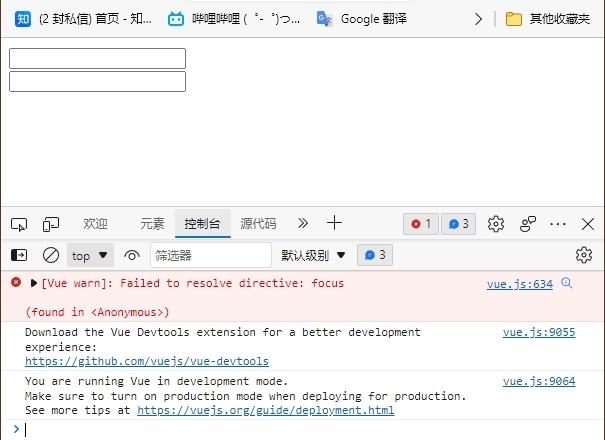 知 (2 封私信) 首页 - 知... 哔哩哔哩 ( ゜- ゜)つ... Google 翻译 其他收藏夹
欢迎 元素 控制台 源代码 1 3
top 筛选器 默认级别 3
[Vue warn]: Failed to resolve directive: focus vue.js:634
(found in <Anonymous>)
Download the Vue Devtools extension for a better development vue.js:9055
experience:
https://github.com/vuejs/vue-devtools
You are running Vue in development mode. vue.js:9064
Make sure to turn on production mode when deploying for production.
See more tips at https://vuejs.org/guide/deployment.html